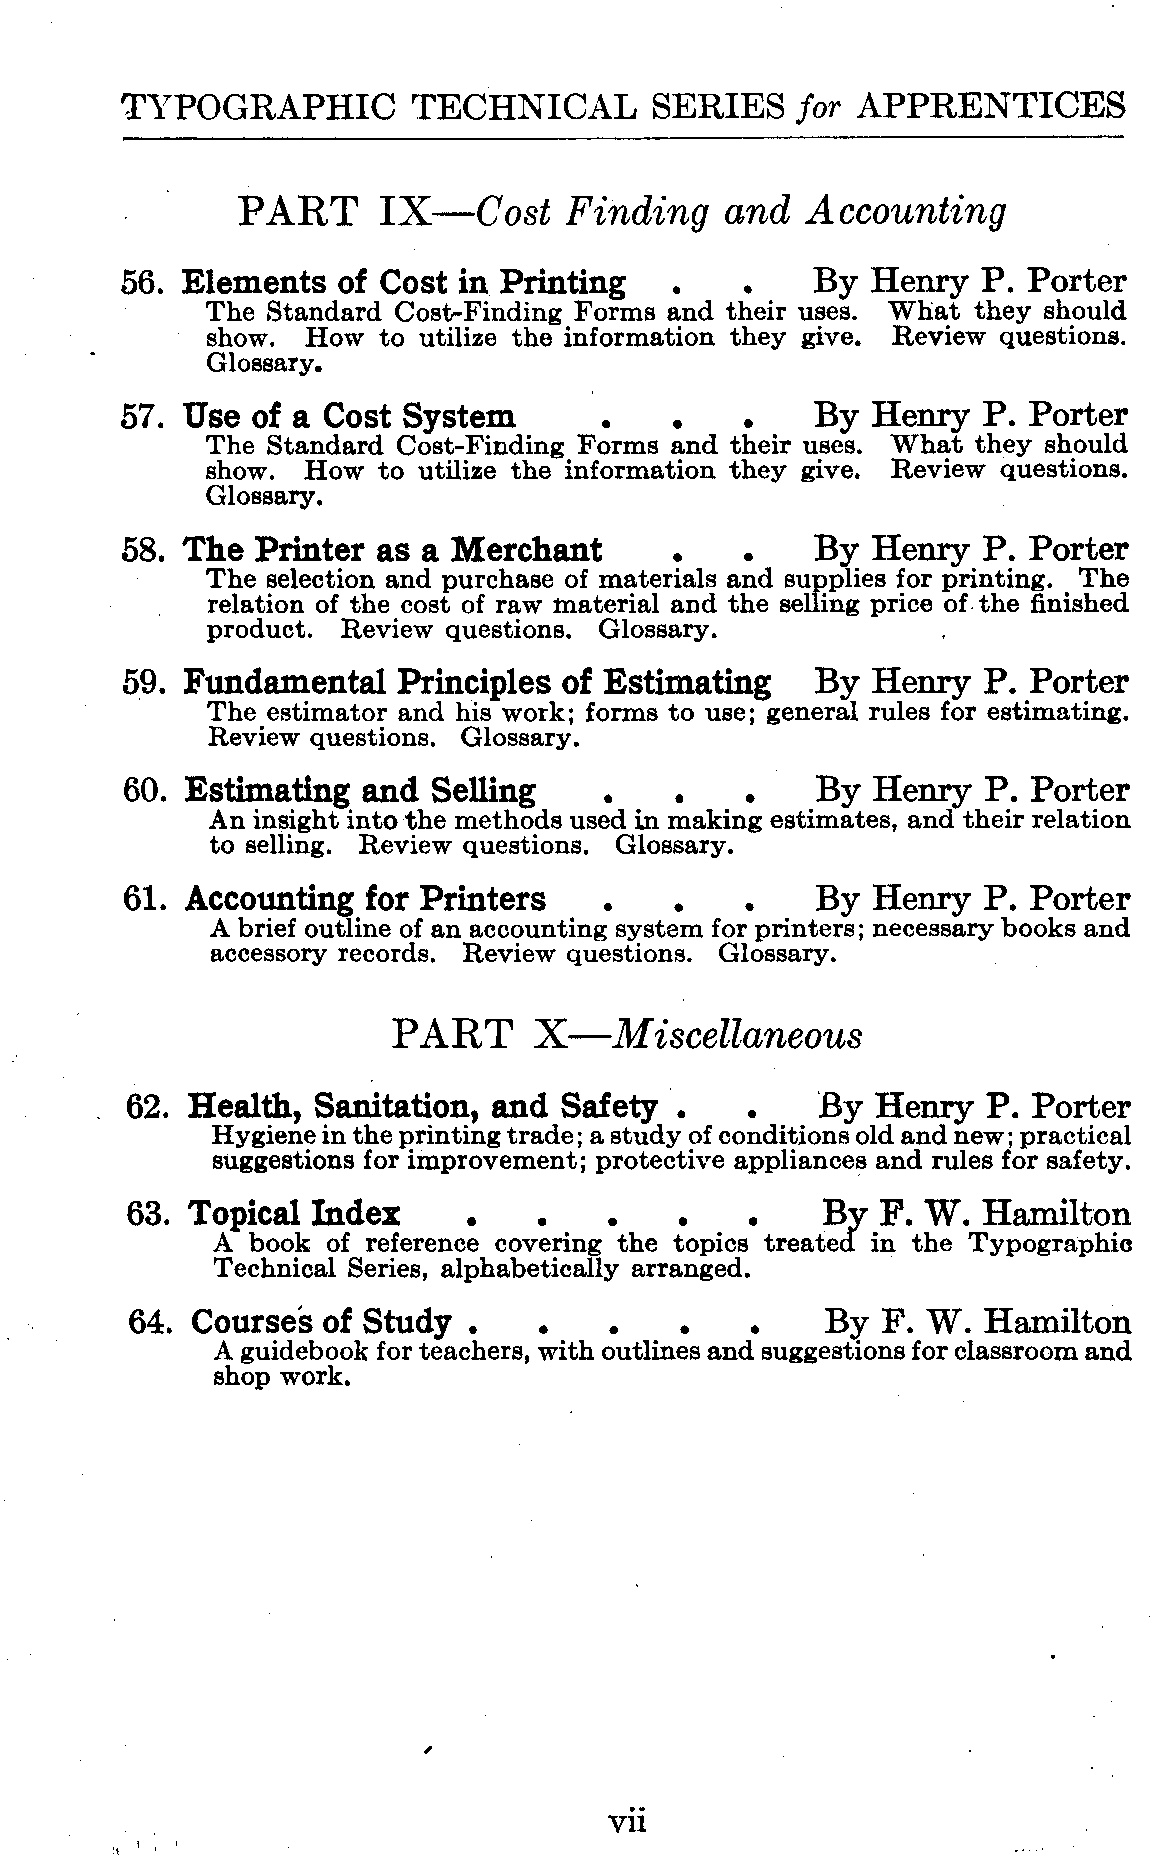 TYPOGRAPHIC TECHNICAL SERIES for APPRENTICES
PART IX—Cost Finding and Accounting
56. Elements of Cost in Printing . . By Henry P. Porter
The Standard Cost-Finding Forms and their uses. What they should
show. How to utilize the information they give. Review questions.
Glossary.
57. Use of a Cost System . . . By Henry P. Porter
The Standard Cost-Finding Forms and their uses. What they should
show. How to utilize the information they give. Review questions.
Glossary.
58. The Printer as a Merchant . . By Henry P. Porter
The selection and purchase of materials and supplies for printing. The
relation of the cost of raw material and the selling price of the finished
product. Review questions. Glossary.
59. Fundamental Principles of Estimating By Henry P. Porter
The estimator and his work; forms to use; general rules for estimating.
Review questions. Glossary.
60. Estimating and Selling . . . By Henry P. Porter
An insight into the methods used in making estimates, and their relation
to selling. Review questions. Glossary.
61. Accounting for Printers . . . By Henry P. Porter
A brief outline of an accounting system for printers; necessary books and
accessory records. Review questions. Glossary.
PART X—Miscellaneous
62. Health, Sanitation, and Safety . . By Henry P. Porter
Hygiene in the printing trade; a study of conditions old and new; practical
suggestions for improvement; protective appliances and rules for safety.
63. Topical Index . . . . . By F. W. Hamilton
A book of reference covering the topics treated in the Typographic
Technical Series, alphabetically arranged.
64. Courses of Study . . . . . By F. W. Hamilton
A guidebook for teachers, with outlines and suggestions for classroom and
shop work.
vii